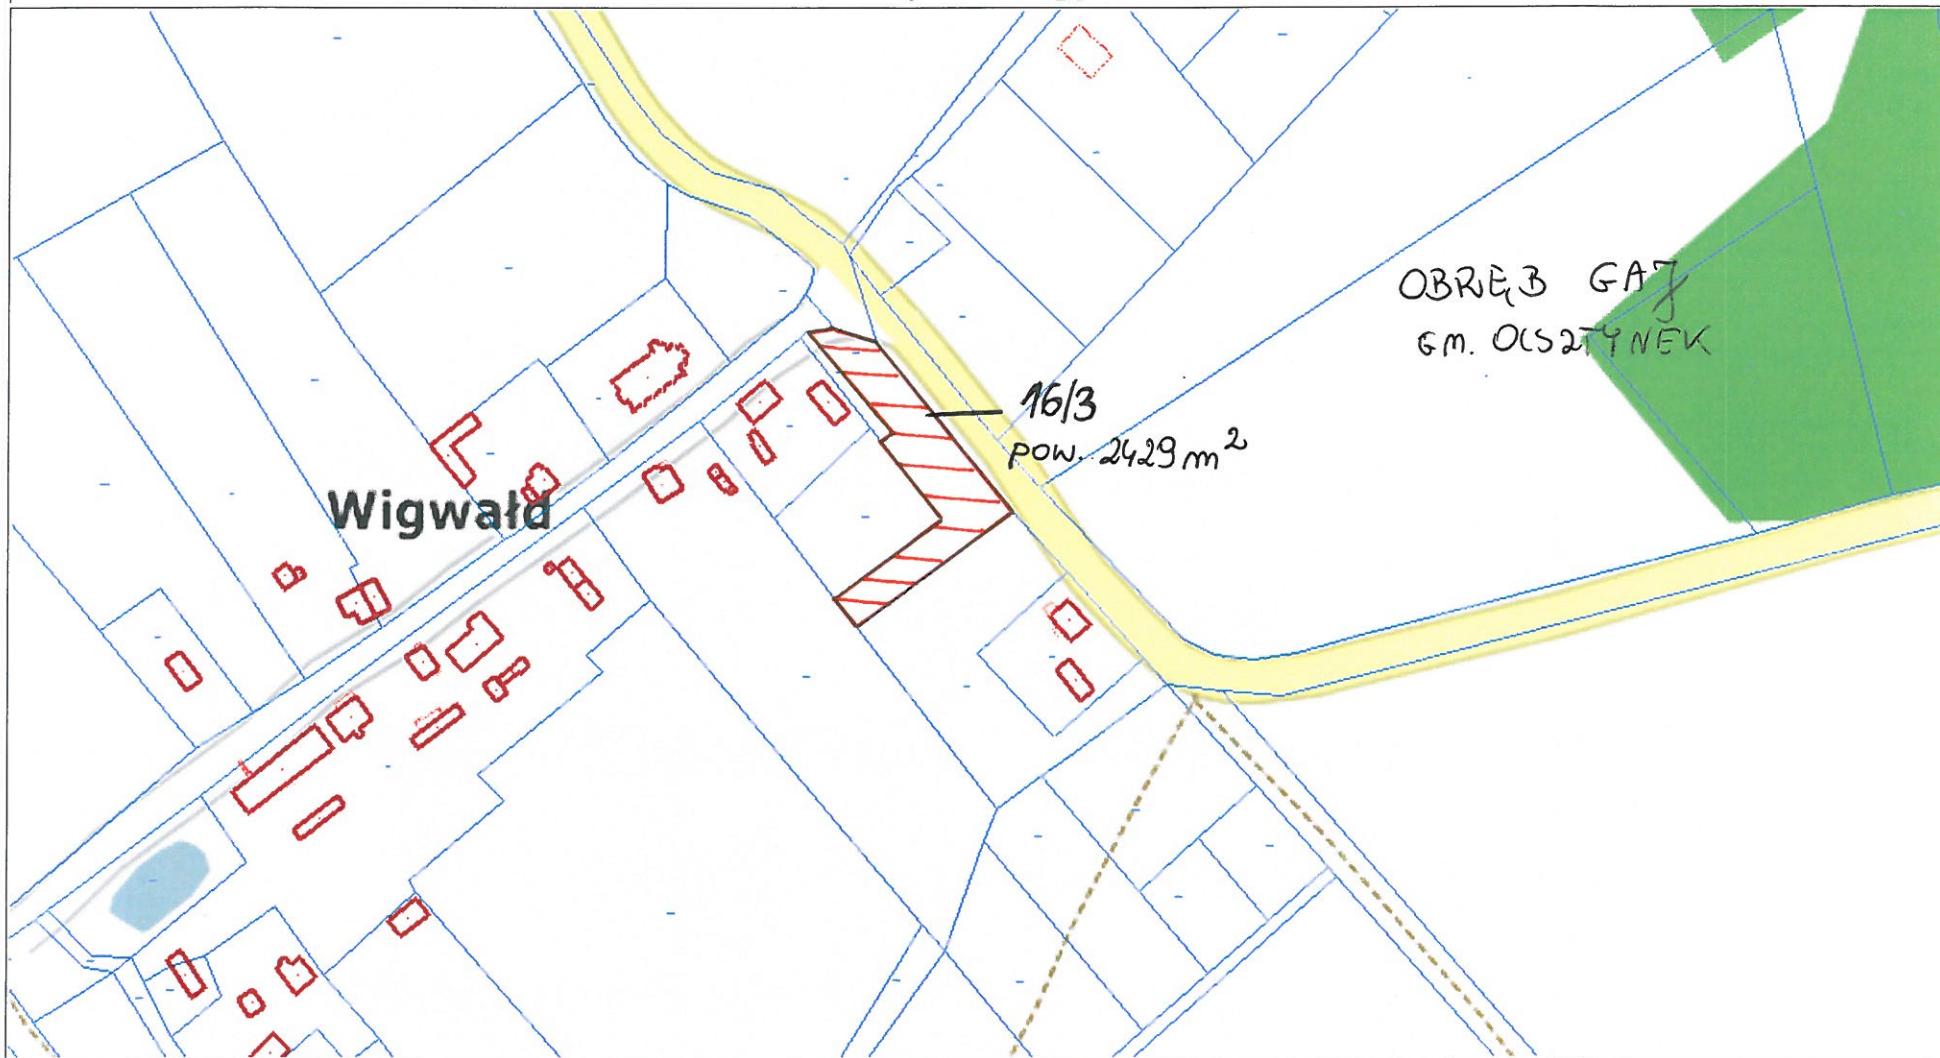 OBRĘB GAJ
GM. OLSZTYNEK
16/3
pow. 2429 m²
Wigwałd